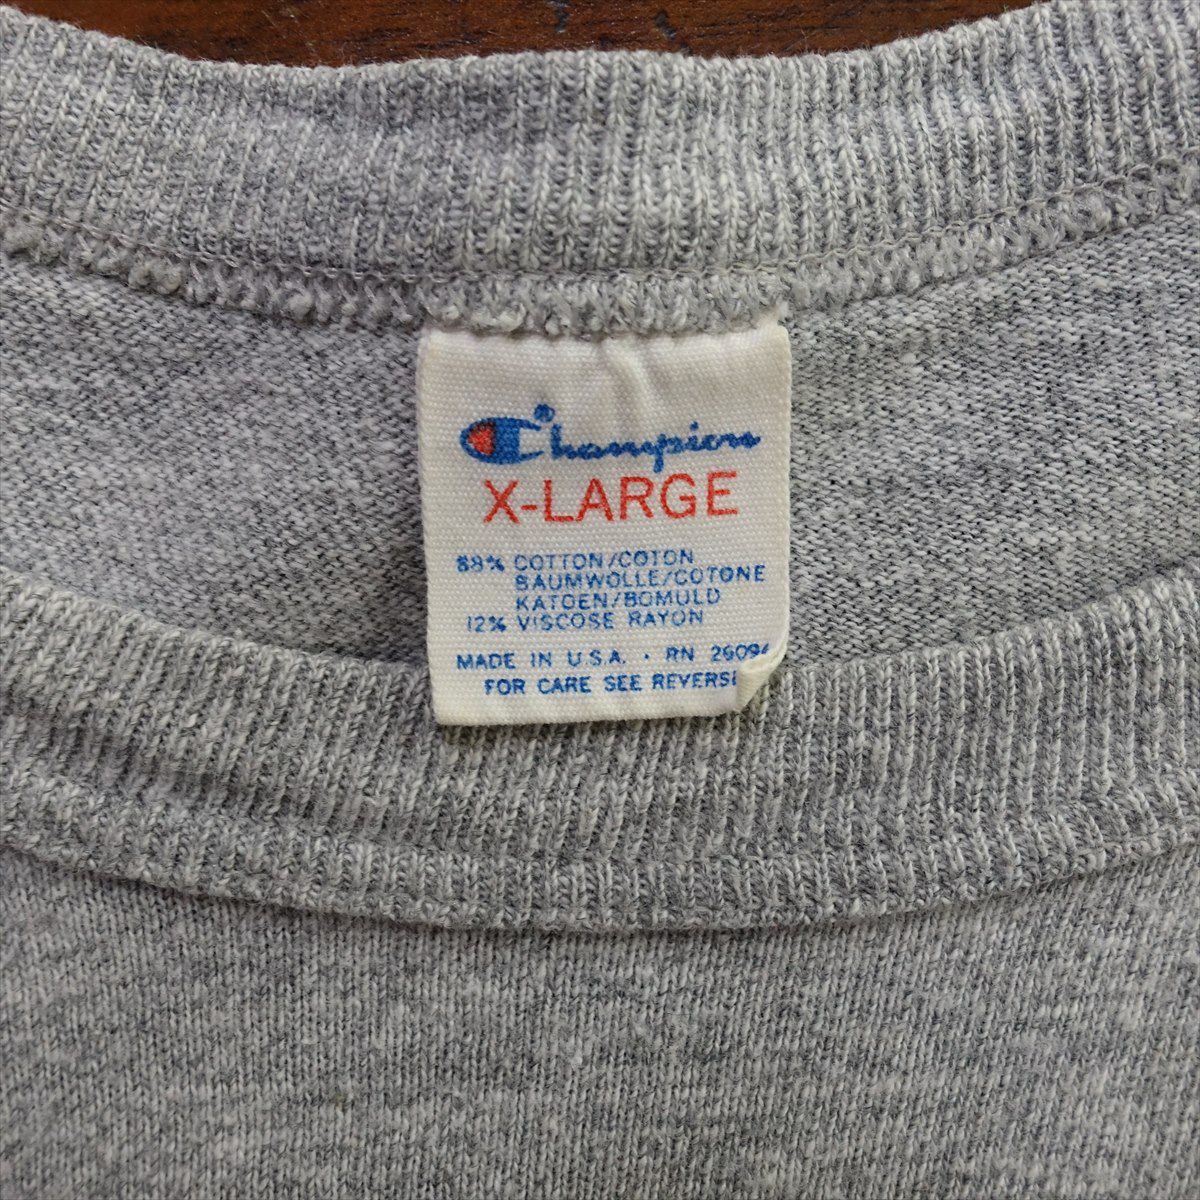 Champion®
X-LARGE
88% COTTON/COTON
BAUMWOLLE/COTONE
KATOEN/BOMULD
12% VISCOSE RAYON
MADE IN U.S.A. · RN 26094
FOR CARE SEE REVERSE